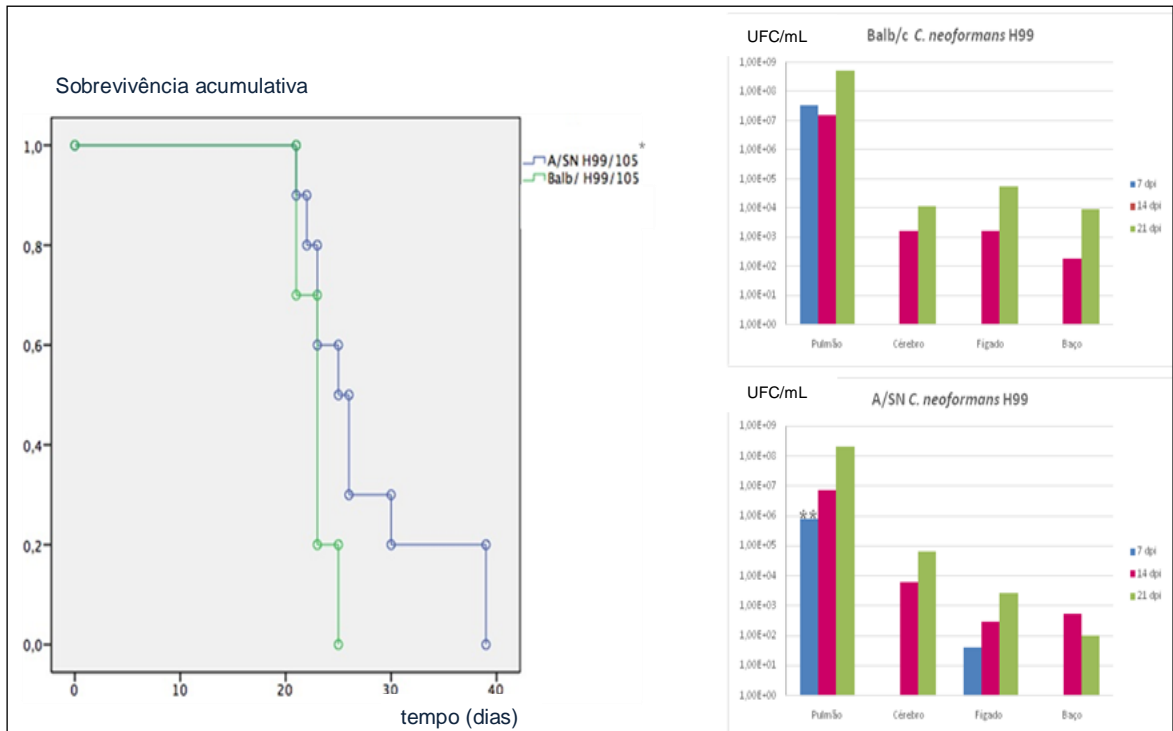 Sobrevivência acumulativa
1,0
0,8
0,6
0,4
0,2
0,0
0 10 20 30 40
tempo (dias)
A/SN H99/105*
Balb/ H99/105
UFC/mL
Balb/c C. neoformans H99
1,00E+09
1,00E+08
1,00E+07
1,00E+06
1,00E+05
1,00E+04
1,00E+03
1,00E+02
1,00E+01
1,00E+00
Pulmão Cérebro Fígado Baço
7 dpi
14 dpi
21 dpi
UFC/mL
A/SN C. neoformans H99
1,00E+09
1,00E+08
1,00E+07
1,00E+06
1,00E+05
1,00E+04
1,00E+03
1,00E+02
1,00E+01
1,00E+00
**
Pulmão Cérebro Fígado Baço
7 dpi
14 dpi
21 dpi